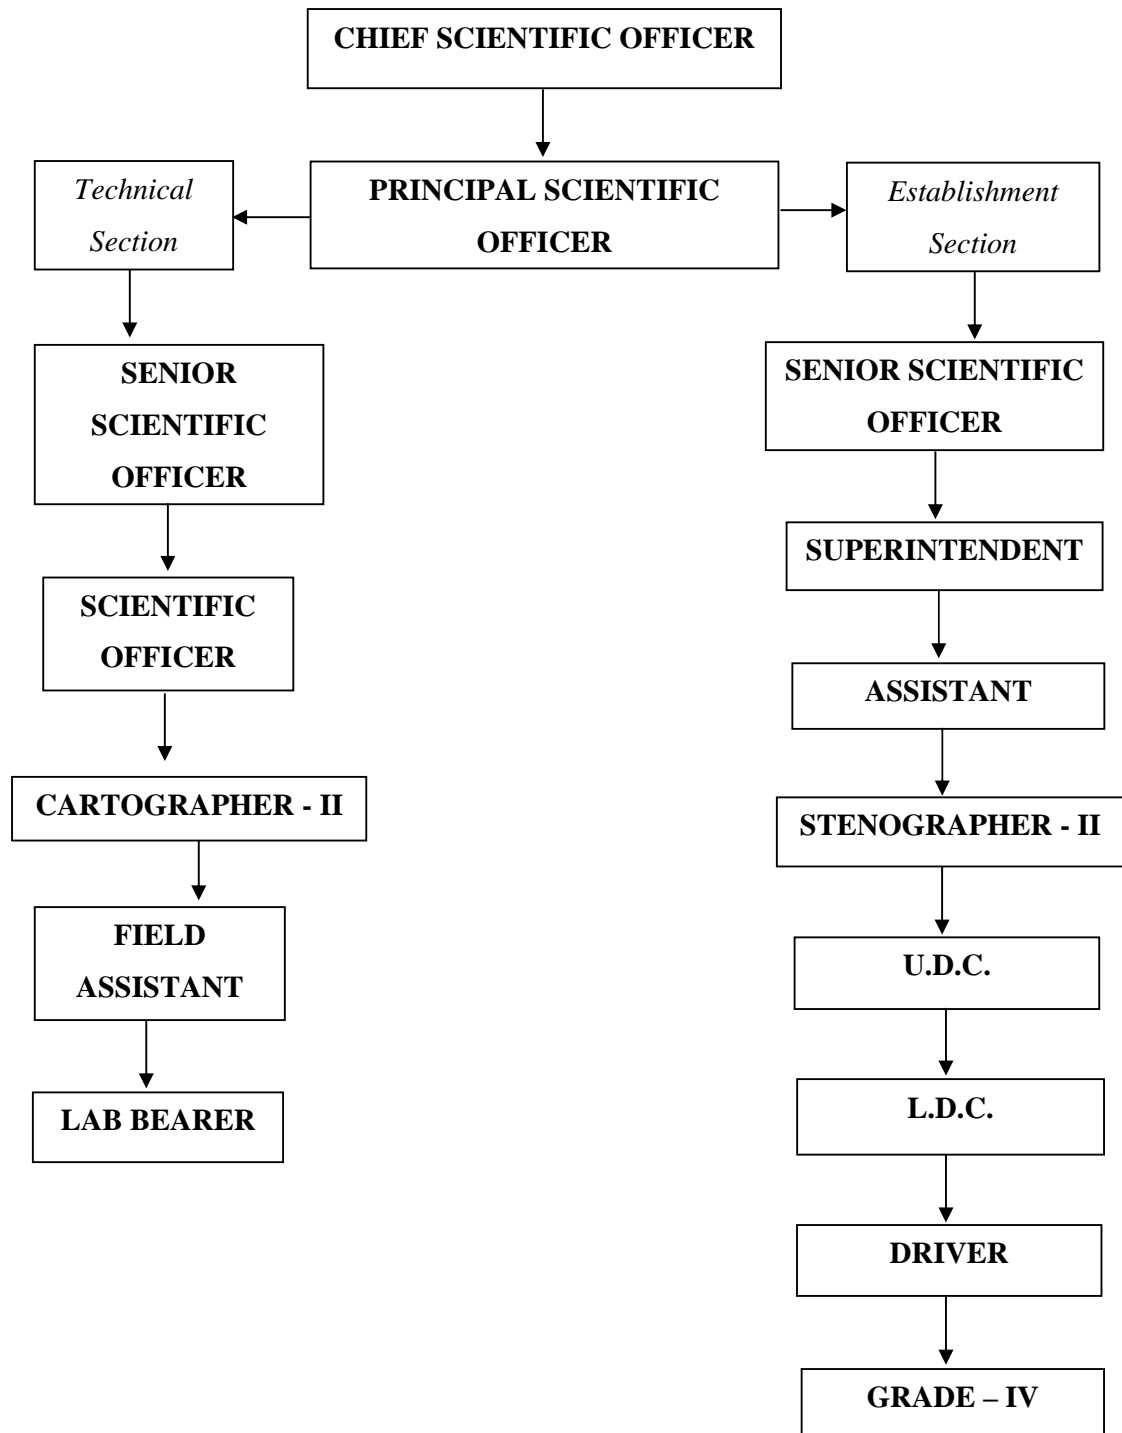 CHIEF SCIENTIFIC OFFICER
Technical
Section
PRINCIPAL SCIENTIFIC
OFFICER
Establishment
Section
SENIOR
SCIENTIFIC
OFFICER
SCIENTIFIC
OFFICER
CARTOGRAPHER - II
FIELD
ASSISTANT
LAB BEARER
SENIOR SCIENTIFIC
OFFICER
SUPERINTENDENT
ASSISTANT
STENOGRAPHER - II
U.D.C.
L.D.C.
DRIVER
GRADE – IV